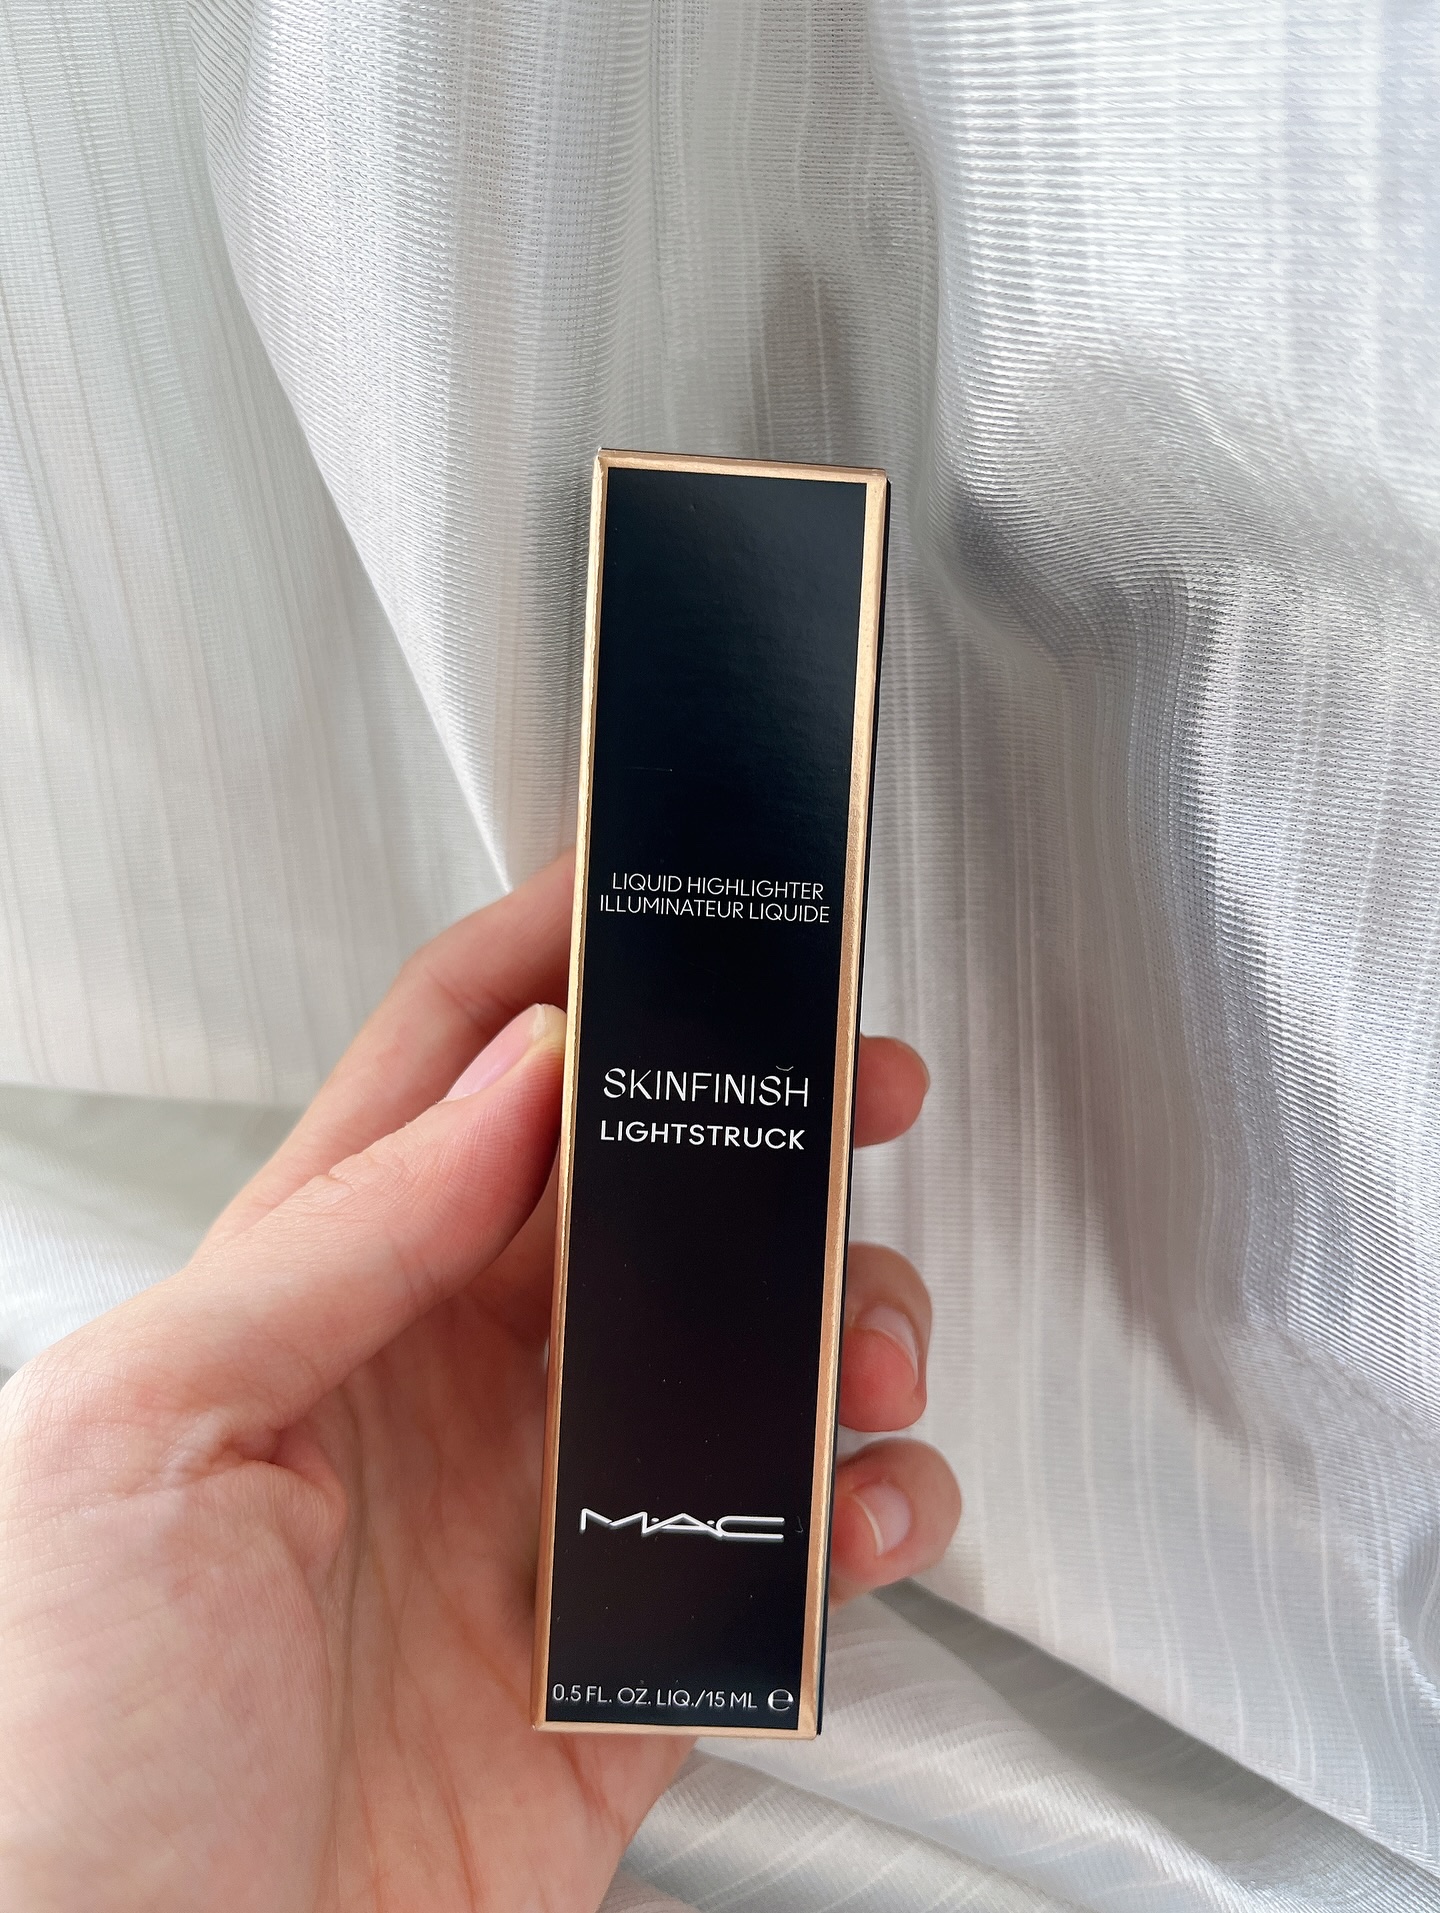 LIQUID HIGHLIGHTER
ILLUMINATEUR LIQUIDE
SKINFINISH
LIGHTSTRUCK
M·A·C
0.5 FL. OZ. LIQ./15 ML ℮